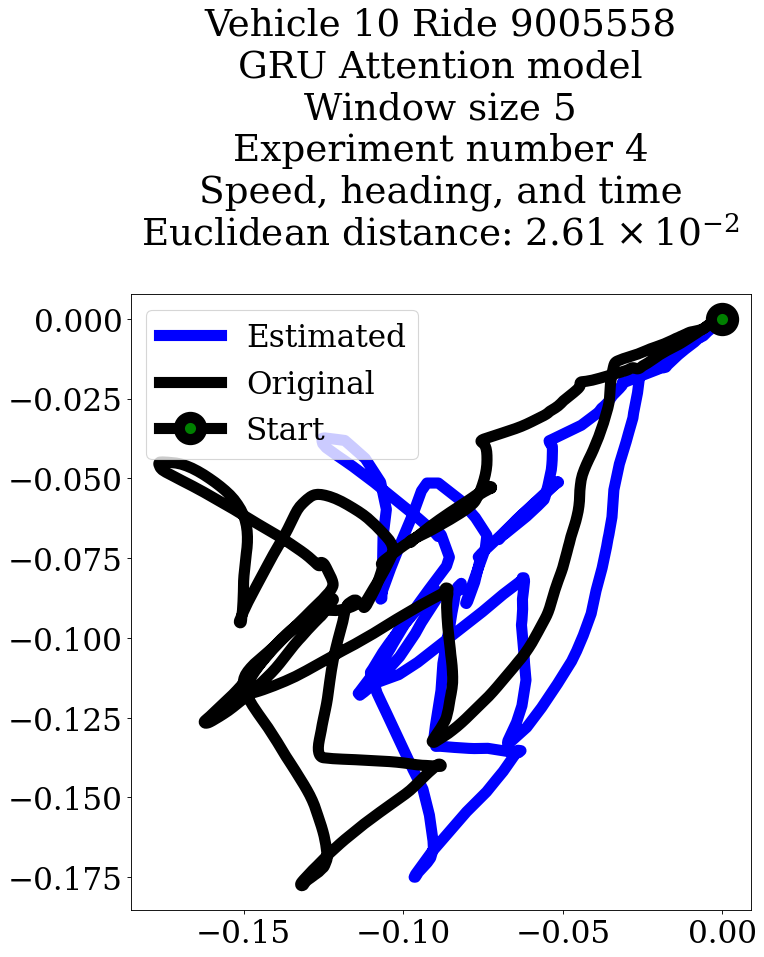 Vehicle 10 Ride 9005558
GRU Attention model
Window size 5
Experiment number 4
Speed, heading, and time
Euclidean distance: 2.61 × 10⁻²
Estimated
Original
Start
0.000
−0.025
−0.050
−0.075
−0.100
−0.125
−0.150
−0.175
−0.15 −0.10 −0.05 0.00